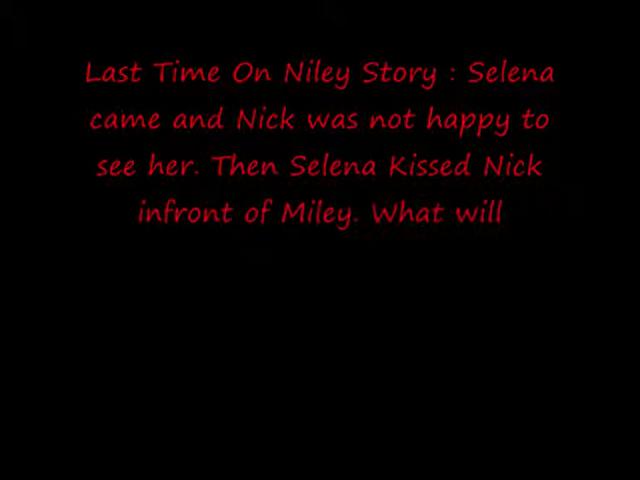 Last Time On Niley Story : Selena
came and Nick was not happy to
see her. Then Selena Kissed Nick
infront of Miley. What will